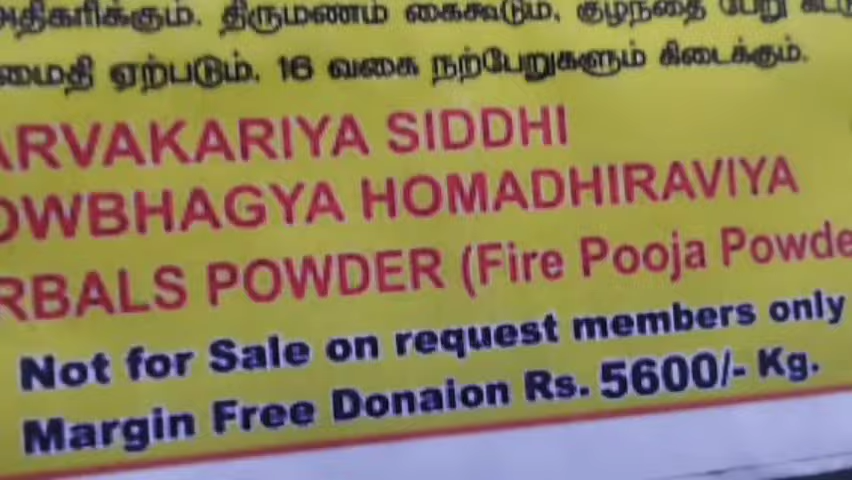 அதிகரிக்கும். திருமணம் கைகூடும். குழந்தை பேறு
மைதி ஏற்படும். 16 வகை நற்பேறுகளும் கிடைக்கும்.
ARVAKARIYA SIDDHI
OWBHAGYA HOMADHIRAVIYA
RBALS POWDER (Fire Pooja Powde
Not for Sale on request members only
Margin Free Donaion Rs. 5600/- Kg.